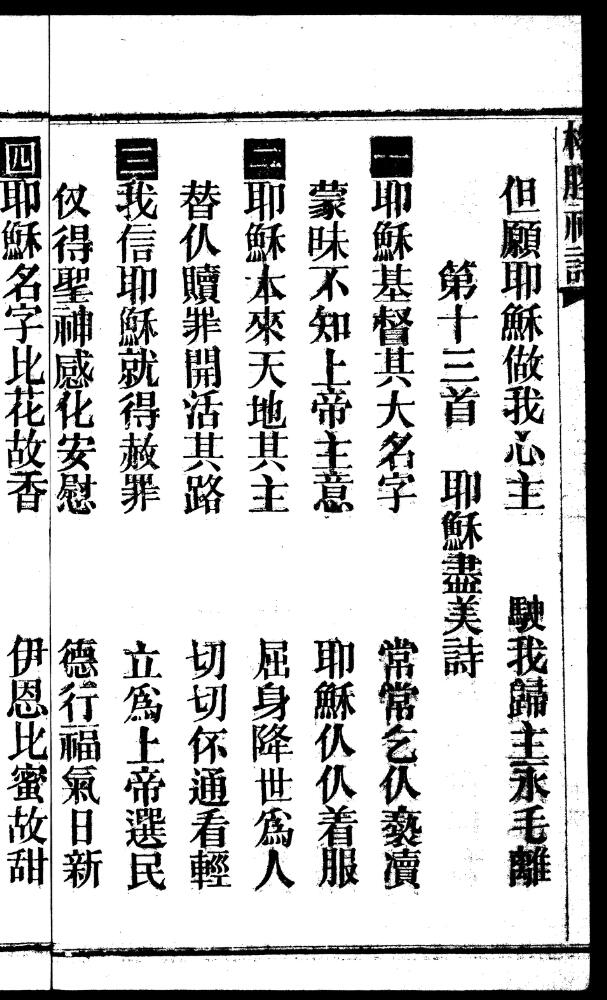 榕腔神詩
但願耶穌做我心主　駛我歸主永毛離
第十三首　耶穌盡美詩
一 耶穌基督其大名字　常常乞仈褻瀆
蒙昧不知上帝主意　耶穌仈仈着服
二 耶穌本來天地其主　屈身降世爲人
替仈贖罪開活其路　切切伓通看輕
三 我信耶穌就得赦罪　立爲上帝選民
仅得聖神感化安慰　德行福氣日新
四 耶穌名字比花故香　伊恩比蜜故甜